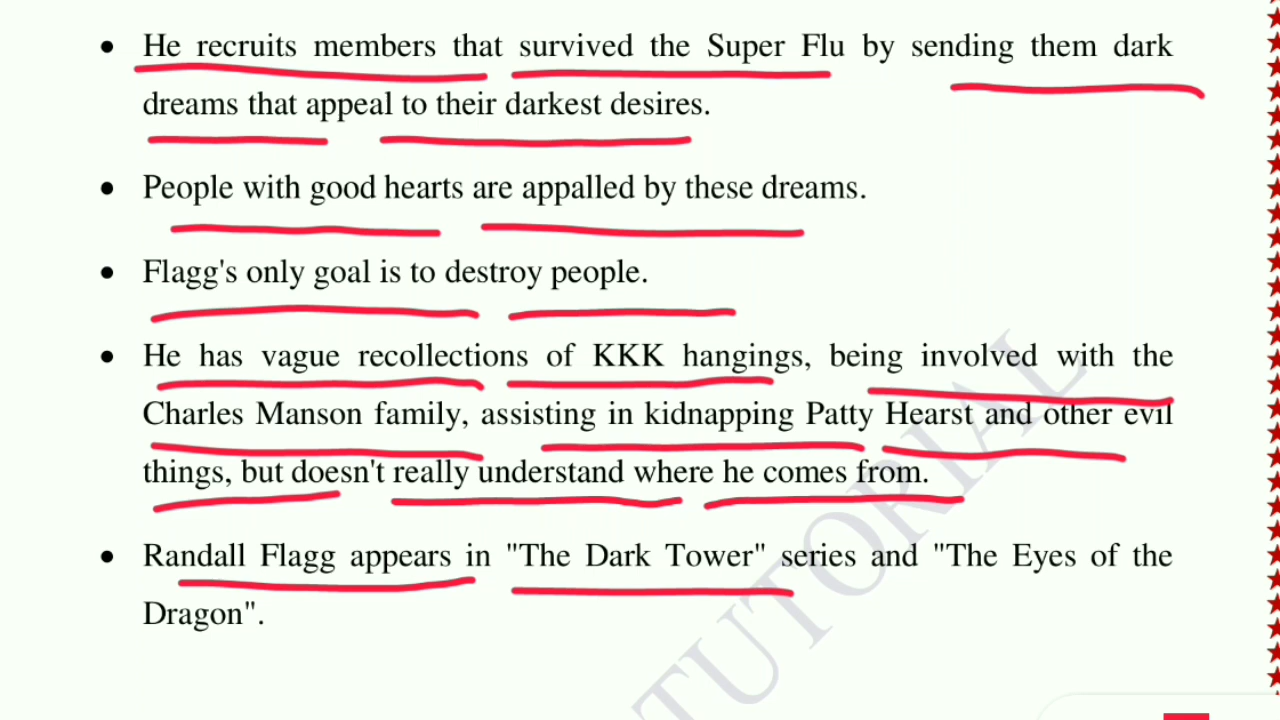 • He recruits members that survived the Super Flu by sending them dark
dreams that appeal to their darkest desires.
• People with good hearts are appalled by these dreams.
• Flagg's only goal is to destroy people.
• He has vague recollections of KKK hangings, being involved with the
Charles Manson family, assisting in kidnapping Patty Hearst and other evil
things, but doesn't really understand where he comes from.
• Randall Flagg appears in "The Dark Tower" series and "The Eyes of the
Dragon".
TUTORIAL